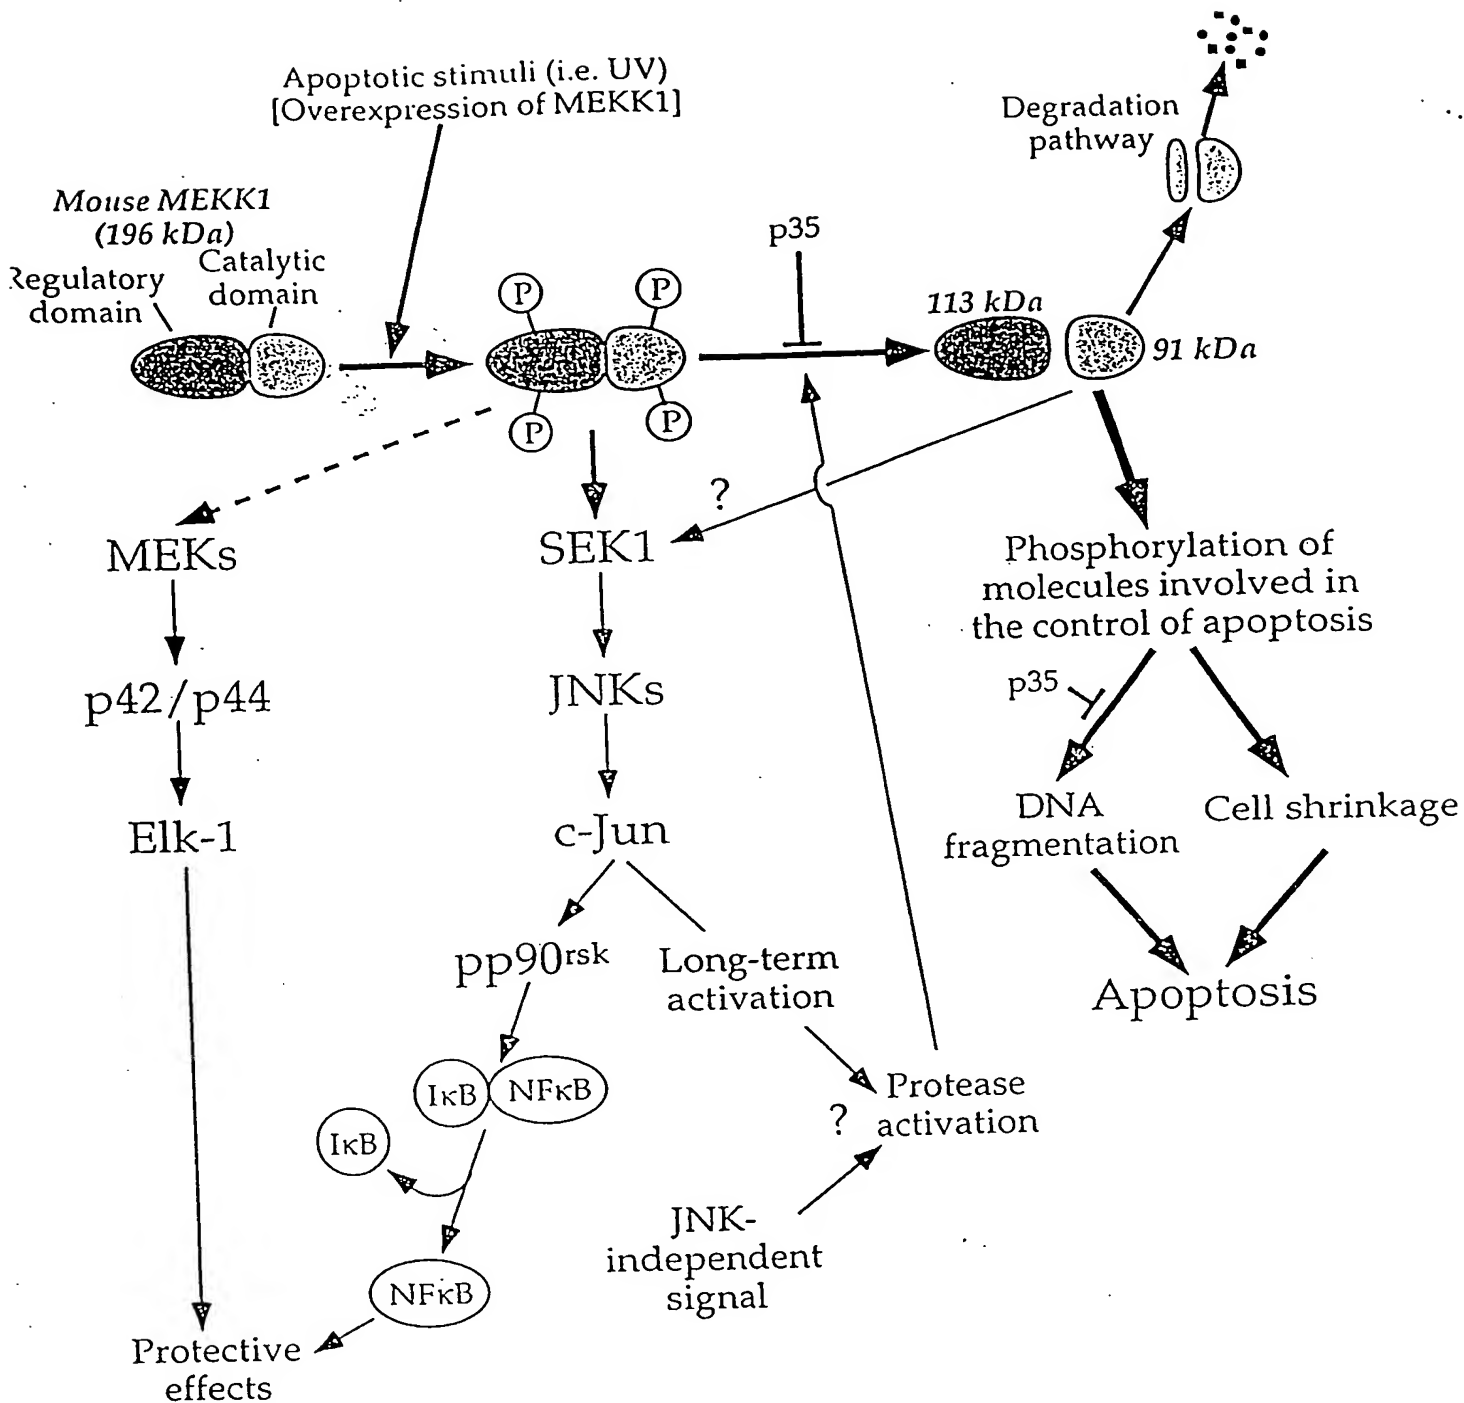 Apoptotic stimuli (i.e. UV)
[Overexpression of MEKK1]
Degradation
pathway
Mouse MEKK1
(196 kDa)
Regulatory
domain
Catalytic
domain
P
P
P
P
p35
113 kDa
91 kDa
?
MEKs
SEK1
Phosphorylation of
molecules involved in
the control of apoptosis
p42/p44
JNKs
p35
Elk-1
c-Jun
DNA
fragmentation
Cell shrinkage
pp90rsk
Long-term
activation
Apoptosis
IκB
NFκB
Protease
activation
?
IκB
JNK-
independent
signal
NFκB
Protective
effects